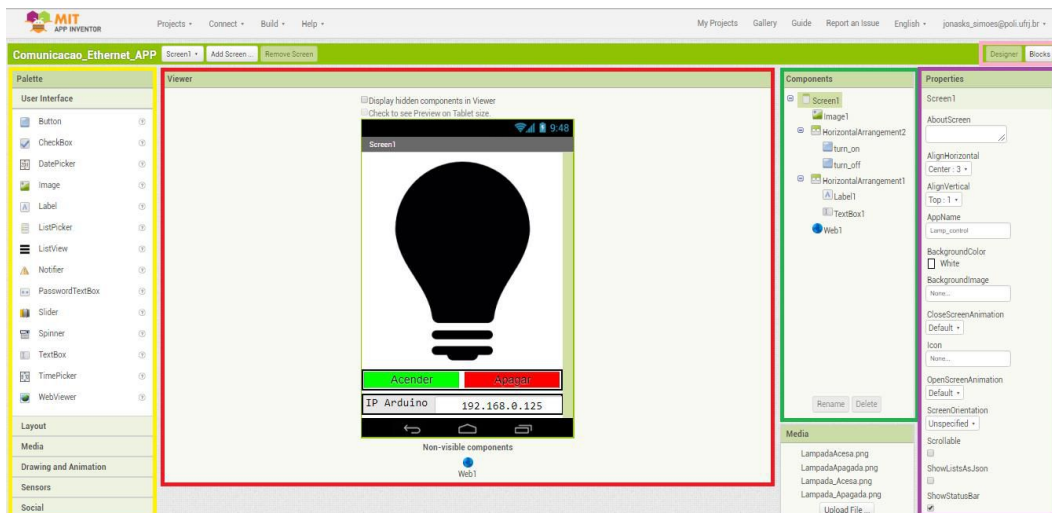 MIT
APP INVENTOR
Projects
Connect
Build
Help
My Projects
Gallery
Guide
Report an Issue
English
jonasks_simoes@poli.ufrj.br
Comunicacao_Ethernet_APP
Screen1
Add Screen ...
Remove Screen
Designer
Blocks
Palette
User Interface
Button
CheckBox
DatePicker
Image
Label
ListPicker
ListView
Notifier
PasswordTextBox
Slider
Spinner
TextBox
TimePicker
WebViewer
Layout
Media
Drawing and Animation
Sensors
Social
Viewer
Display hidden components in Viewer
Check to see Preview on Tablet size.
9:48
Screen1
Acender
Apagar
IP Arduino
192.168.0.125
Non-visible components
Web1
Components
Screen1
Image1
HorizontalArrangement2
turn_on
turn_off
HorizontalArrangement1
A Label1
TextBox1
Web1
Rename
Delete
Media
LampadaAcesa.png
LampadaApagada.png
Lampada_Acesa.png
Lampada_Apagada.png
Upload File ...
Properties
Screen1
AboutScreen
AlignHorizontal
Center : 3
AlignVertical
Top : 1
AppName
Lamp_control
BackgroundColor
White
BackgroundImage
None...
CloseScreenAnimation
Default
Icon
None...
OpenScreenAnimation
Default
ScreenOrientation
Unspecified
Scrollable
ShowListsAsJson
ShowStatusBar